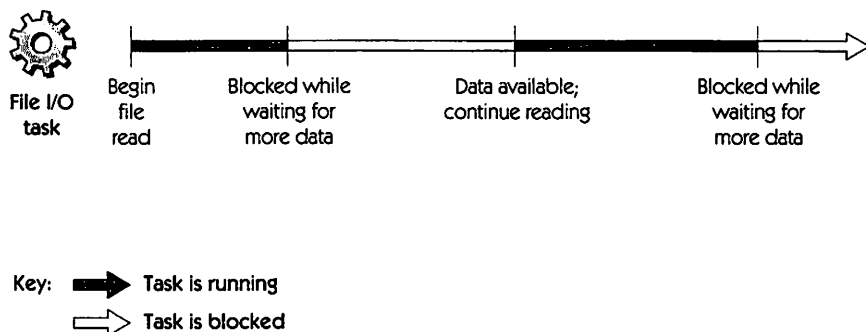 File I/O
task
Begin
file
read
Blocked while
waiting for
more data
Data available;
continue reading
Blocked while
waiting for
more data
Key:
Task is running
Task is blocked